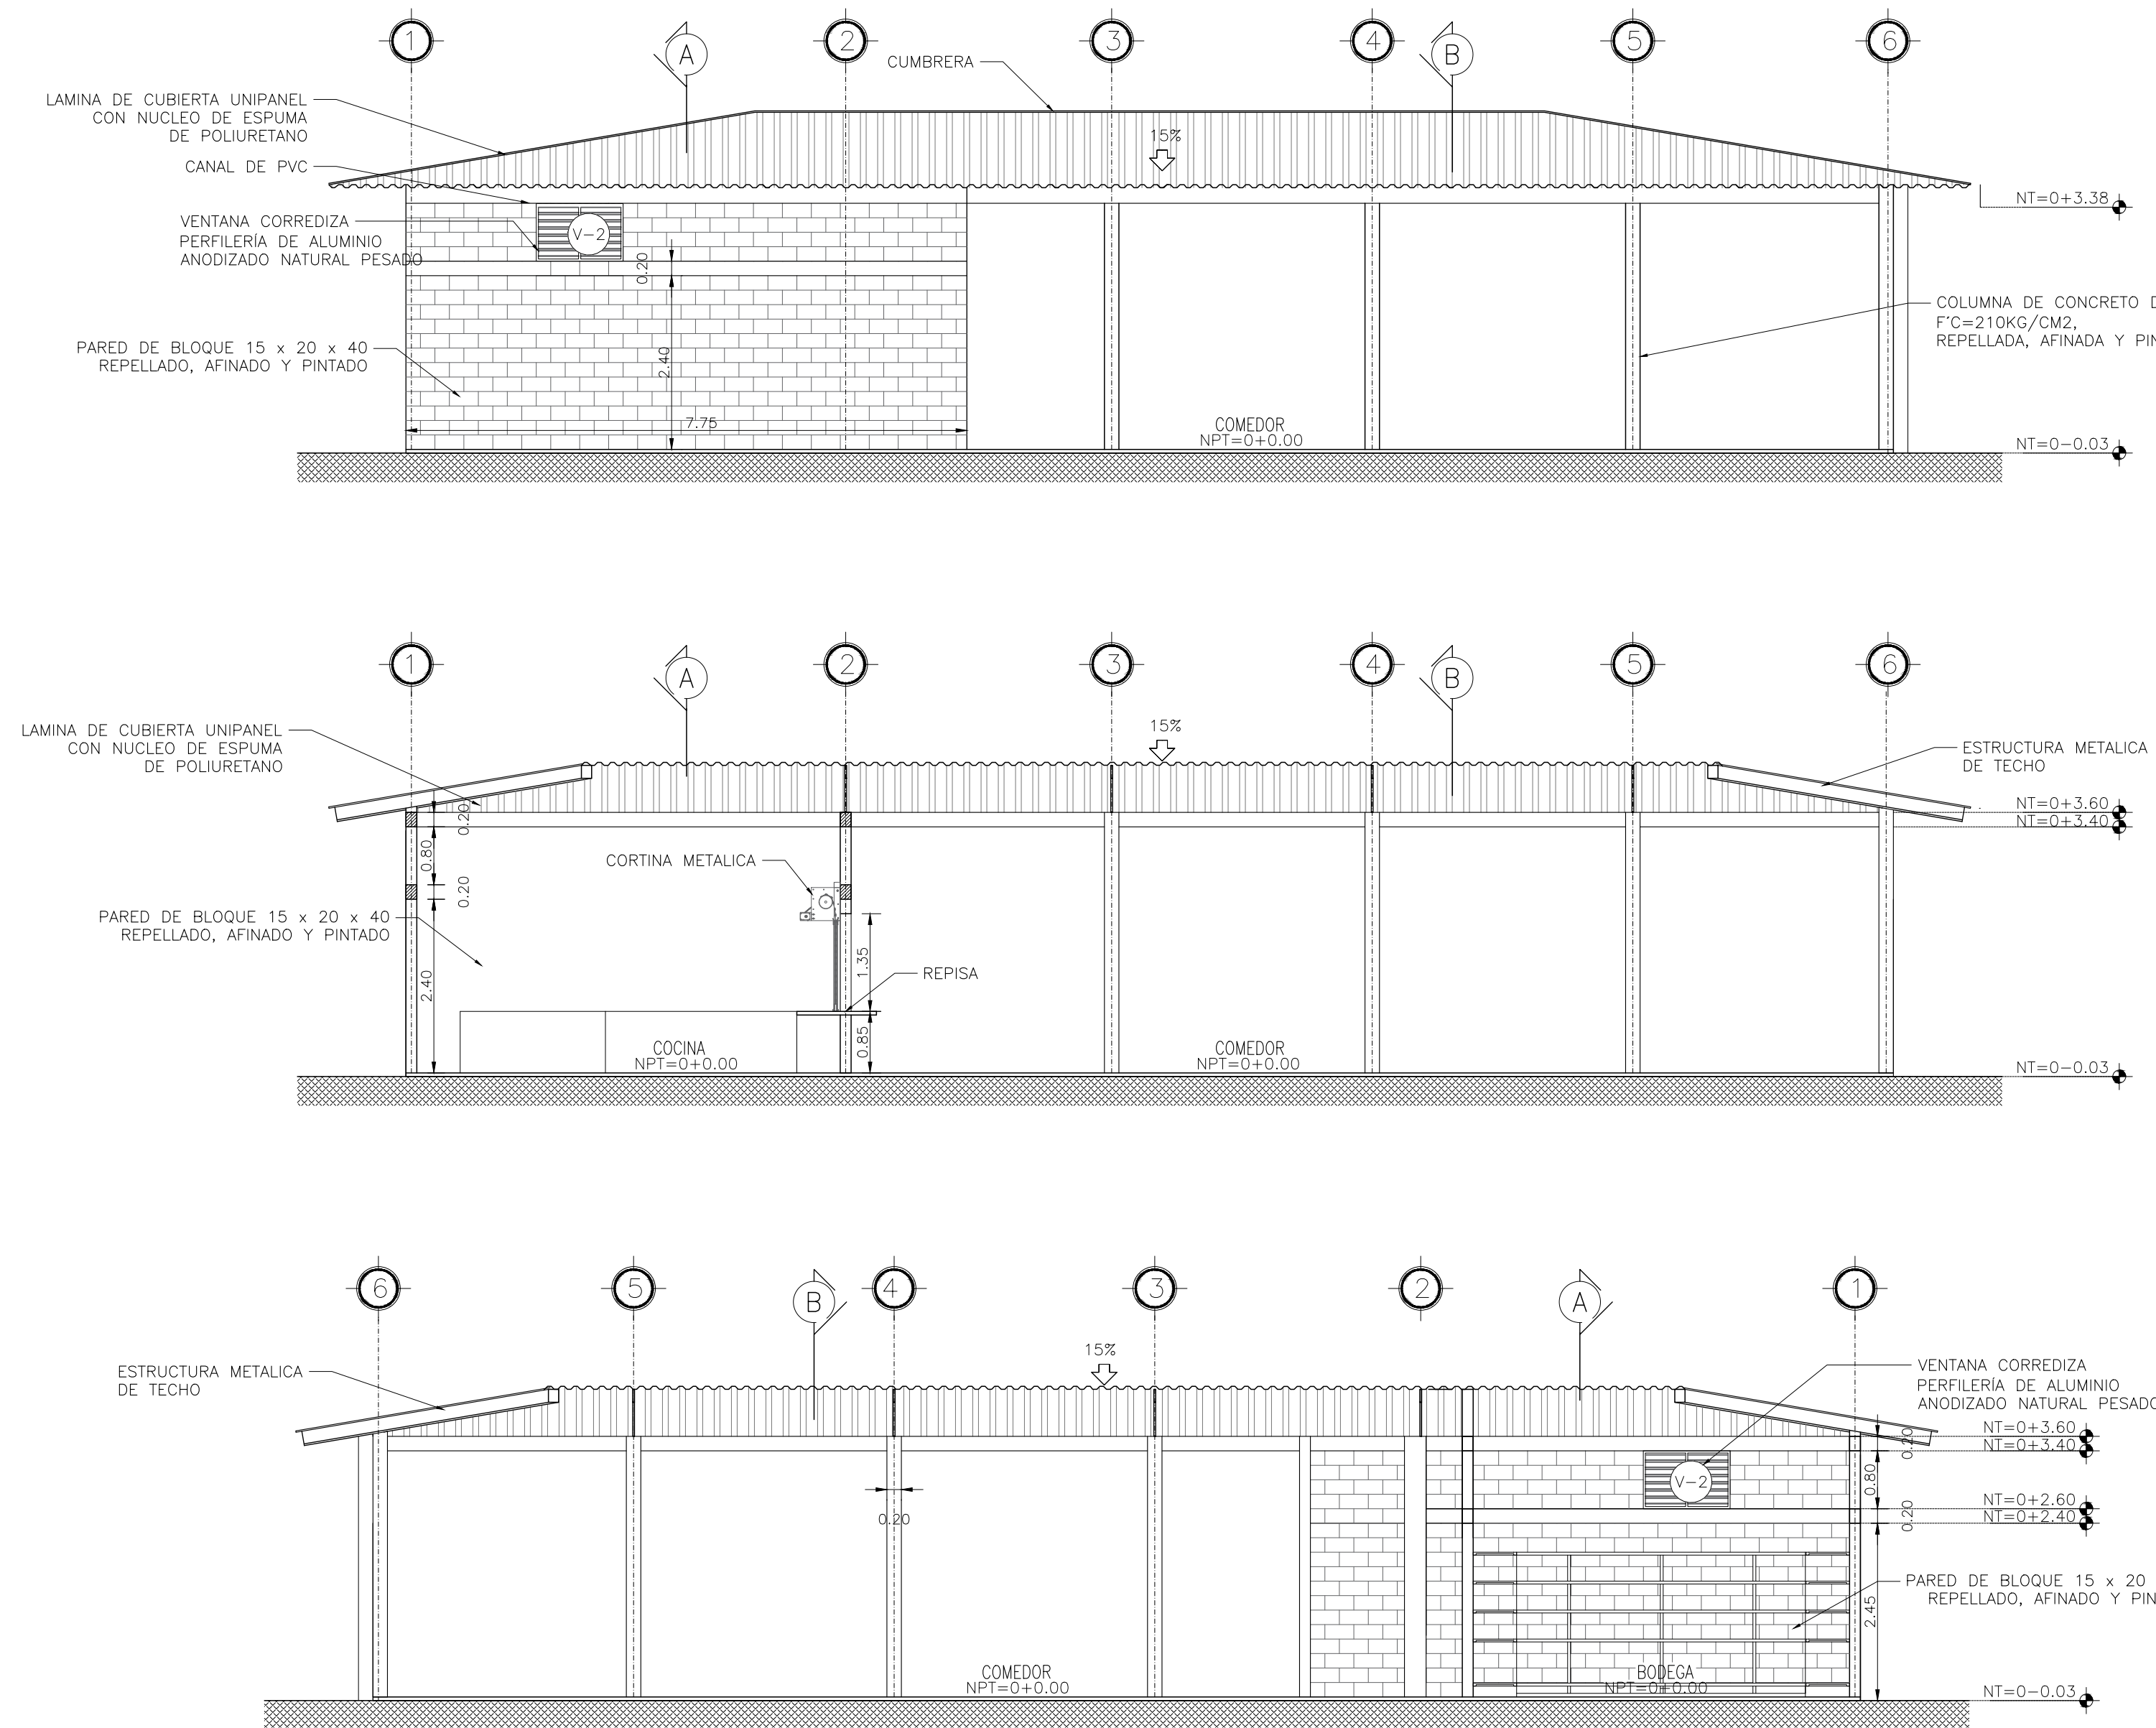 1
A
2
3
4
B
5
6
CUMBRERA
LAMINA DE CUBIERTA UNIPANEL
CON NUCLEO DE ESPUMA
DE POLIURETANO
15%
CANAL DE PVC
NT=0+3.38
VENTANA CORREDIZA
PERFILERÍA DE ALUMINIO
ANODIZADO NATURAL PESADO
V-2
0.20
COLUMNA DE CONCRETO
F'C=210KG/CM2,
REPELLADA, AFINADA Y
PARED DE BLOQUE 15 x 20 x 40
REPELLADO, AFINADO Y PINTADO
2.40
7.75
COMEDOR
NPT=0+0.00
NT=0-0.03
1
A
2
3
4
B
5
6
LAMINA DE CUBIERTA UNIPANEL
CON NUCLEO DE ESPUMA
DE POLIURETANO
15%
ESTRUCTURA METALICA
DE TECHO
NT=0+3.60
NT=0+3.40
0.20
0.80
0.20
CORTINA METALICA
PARED DE BLOQUE 15 x 20 x 40
REPELLADO, AFINADO Y PINTADO
2.40
1.35
REPISA
0.85
COCINA
NPT=0+0.00
COMEDOR
NPT=0+0.00
NT=0-0.03
6
5
B
4
3
2
A
1
ESTRUCTURA METALICA
DE TECHO
15%
VENTANA CORREDIZA
PERFILERÍA DE ALUMINIO
ANODIZADO NATURAL PESADO
NT=0+3.60
NT=0+3.40
0.20
0.80
V-2
NT=0+2.60
NT=0+2.40
0.20
0.20
PARED DE BLOQUE 15 x 20
REPELLADO, AFINADO Y
2.45
COMEDOR
NPT=0+0.00
BODEGA
NPT=0+0.00
NT=0-0.03